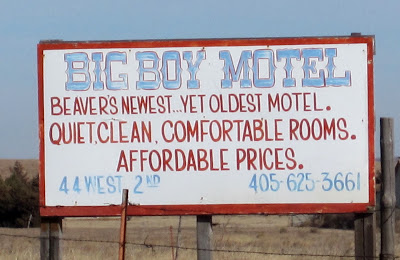 BIG BOY MOTEL
BEAVER'S NEWEST...YET OLDEST MOTEL.
QUIET, CLEAN, COMFORTABLE ROOMS.
AFFORDABLE PRICES.
44 WEST 2ND 405-625-3661